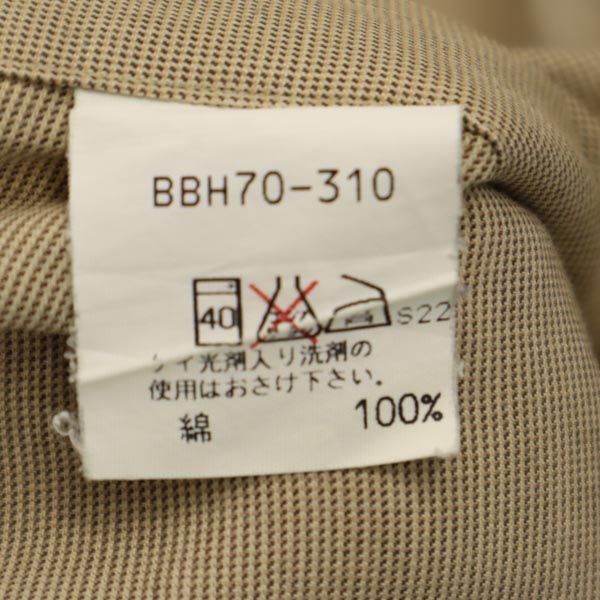 BBH70-310
40 S22
ケイ光剤入り洗剤の
使用はおさけ下さい。
綿 100%